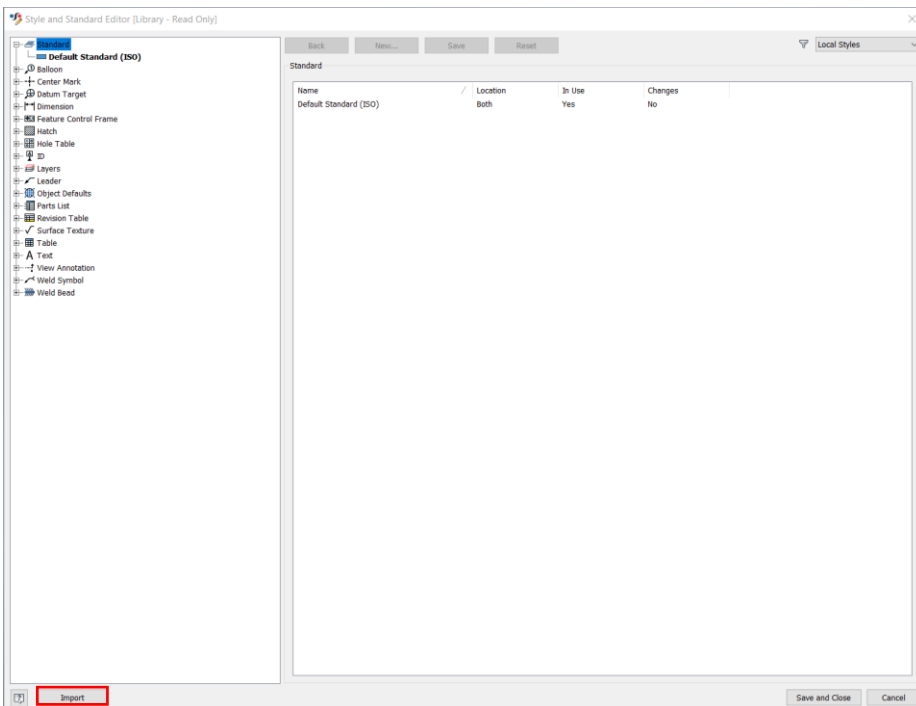 Style and Standard Editor [Library - Read Only]
Standard
Default Standard (ISO)
Balloon
Center Mark
Datum Target
Dimension
Feature Control Frame
Hatch
Hole Table
ID
Layers
Leader
Object Defaults
Parts List
Revision Table
Surface Texture
Table
Text
View Annotation
Weld Symbol
Weld Bead
Back New... Save Reset Local Styles
Standard
Name Location In Use Changes
Default Standard (ISO) Both Yes No
Import Save and Close Cancel